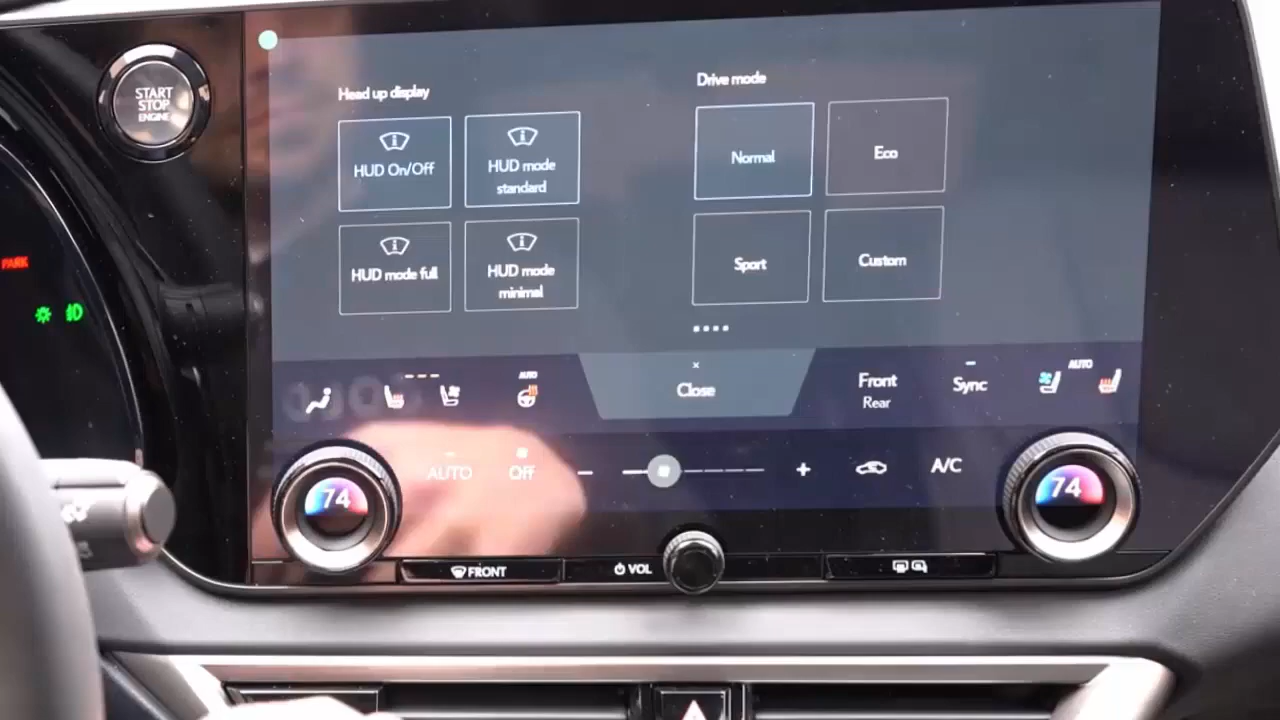 START
STOP
ENGINE
Head up display
Drive mode
HUD On/Off
HUD mode
standard
Normal
Eco
HUD mode full
HUD mode
minimal
Sport
Custom
PARK
AUTO
×
Close
Front
Rear
Sync
AUTO
74
AUTO
Off
−
+
A/C
74
FRONT
VOL